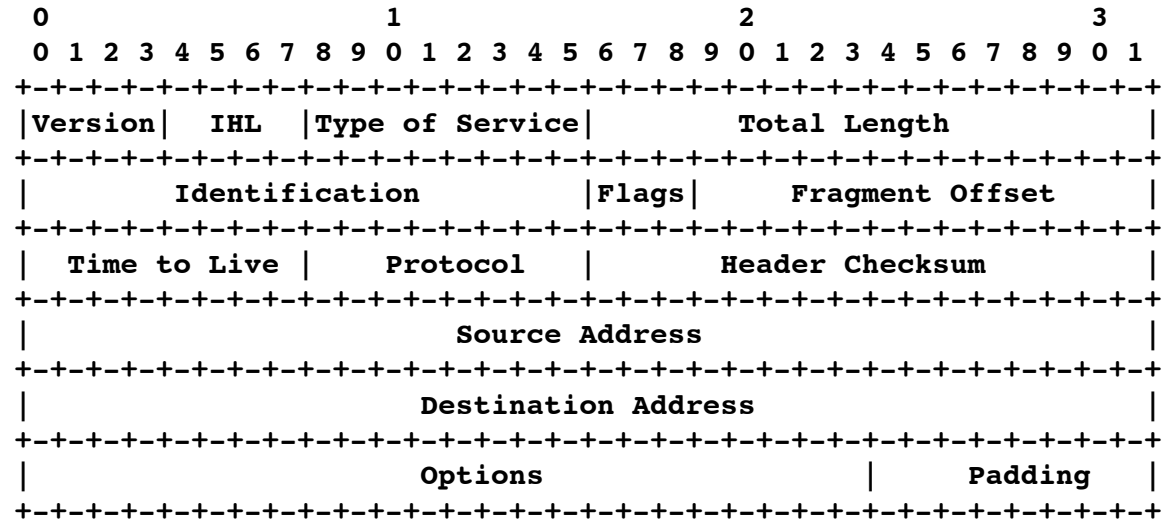 0                   1                   2                   3
 0 1 2 3 4 5 6 7 8 9 0 1 2 3 4 5 6 7 8 9 0 1 2 3 4 5 6 7 8 9 0 1
+-+-+-+-+-+-+-+-+-+-+-+-+-+-+-+-+-+-+-+-+-+-+-+-+-+-+-+-+-+-+-+-+
|Version|  IHL  |Type of Service|        Total Length           |
+-+-+-+-+-+-+-+-+-+-+-+-+-+-+-+-+-+-+-+-+-+-+-+-+-+-+-+-+-+-+-+-+
|        Identification         |Flags|     Fragment Offset     |
+-+-+-+-+-+-+-+-+-+-+-+-+-+-+-+-+-+-+-+-+-+-+-+-+-+-+-+-+-+-+-+-+
|  Time to Live |    Protocol   |       Header Checksum         |
+-+-+-+-+-+-+-+-+-+-+-+-+-+-+-+-+-+-+-+-+-+-+-+-+-+-+-+-+-+-+-+-+
|                        Source Address                         |
+-+-+-+-+-+-+-+-+-+-+-+-+-+-+-+-+-+-+-+-+-+-+-+-+-+-+-+-+-+-+-+-+
|                      Destination Address                      |
+-+-+-+-+-+-+-+-+-+-+-+-+-+-+-+-+-+-+-+-+-+-+-+-+-+-+-+-+-+-+-+-+
|                      Options                  |     Padding   |
+-+-+-+-+-+-+-+-+-+-+-+-+-+-+-+-+-+-+-+-+-+-+-+-+-+-+-+-+-+-+-+-+